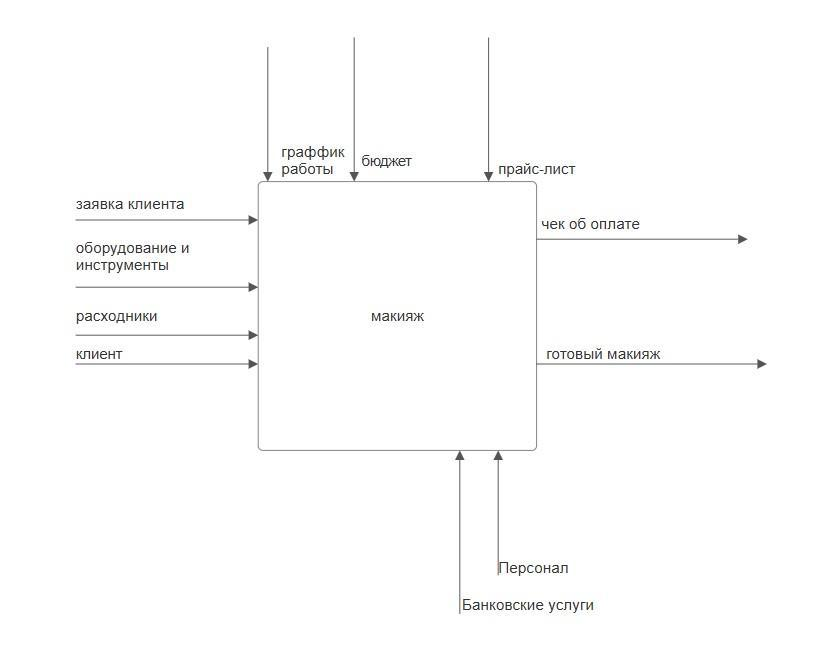 граффик
работы
бюджет
прайс-лист
заявка клиента
чек об оплате
оборудование и
инструменты
расходники
макияж
клиент
готовый макияж
Персонал
Банковские услуги